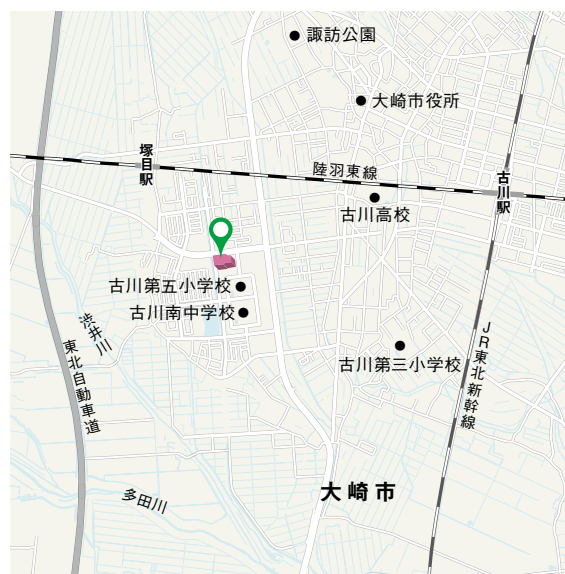 諏訪公園
大崎市役所
塚目駅
陸羽東線
古川駅
古川高校
古川第五小学校
古川南中学校
渋井川
東北自動車道
JR東北新幹線
古川第三小学校
大崎市
多田川